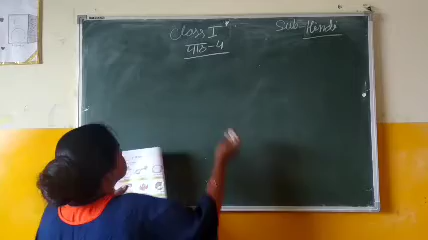 Class I
Sub- Hindi
पाठ-4